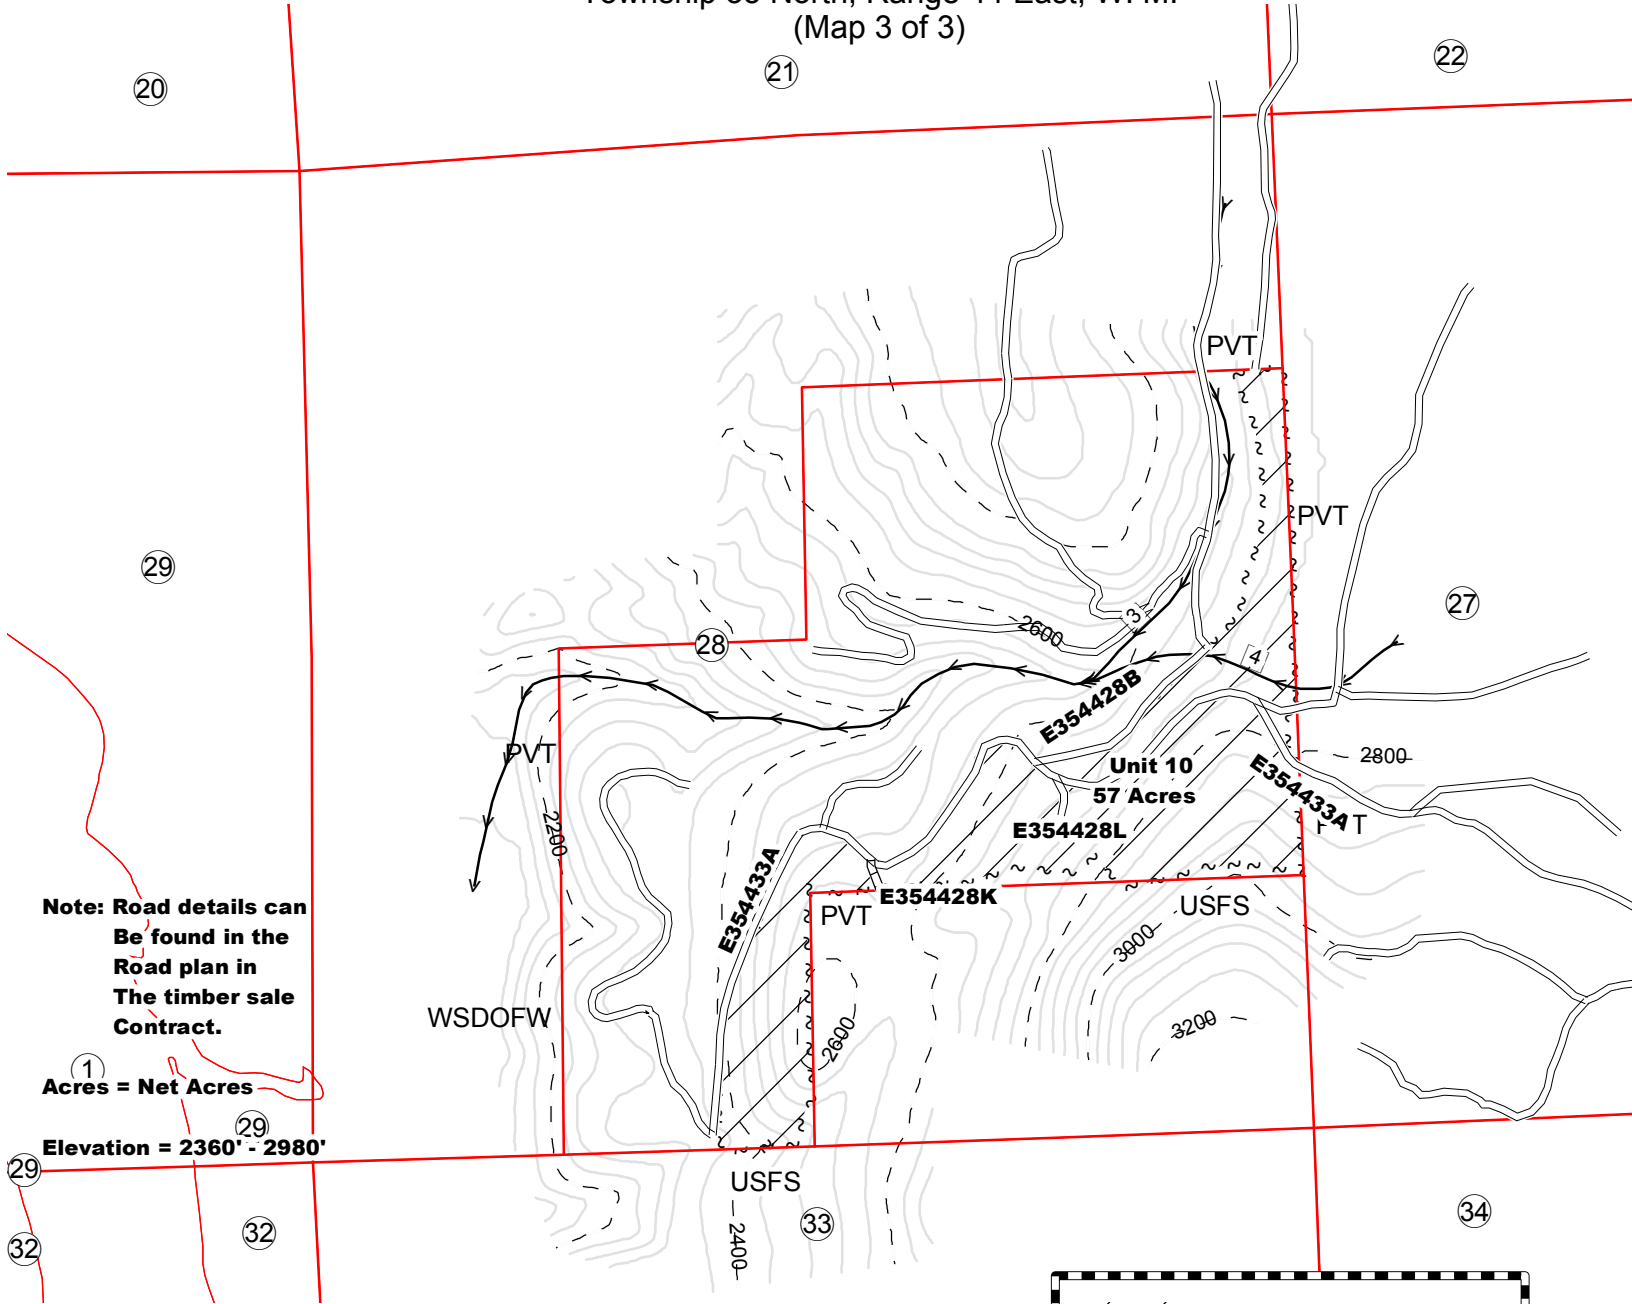 (Map 3 of 3)
20
21
22
PVT
PVT
29
27
28
2600
3
4
E354428B
PVT
2800
Unit 10
57 Acres
E354433A
2200
E354428L
E354433A
E354428K
PVT
USFS
Note: Road details can
Be found in the
Road plan in
The timber sale
Contract.
3000
WSDOFW
2600
3200
1
Acres = Net Acres
29
Elevation = 2360' - 2980'
29
USFS
33
34
32
32
2400